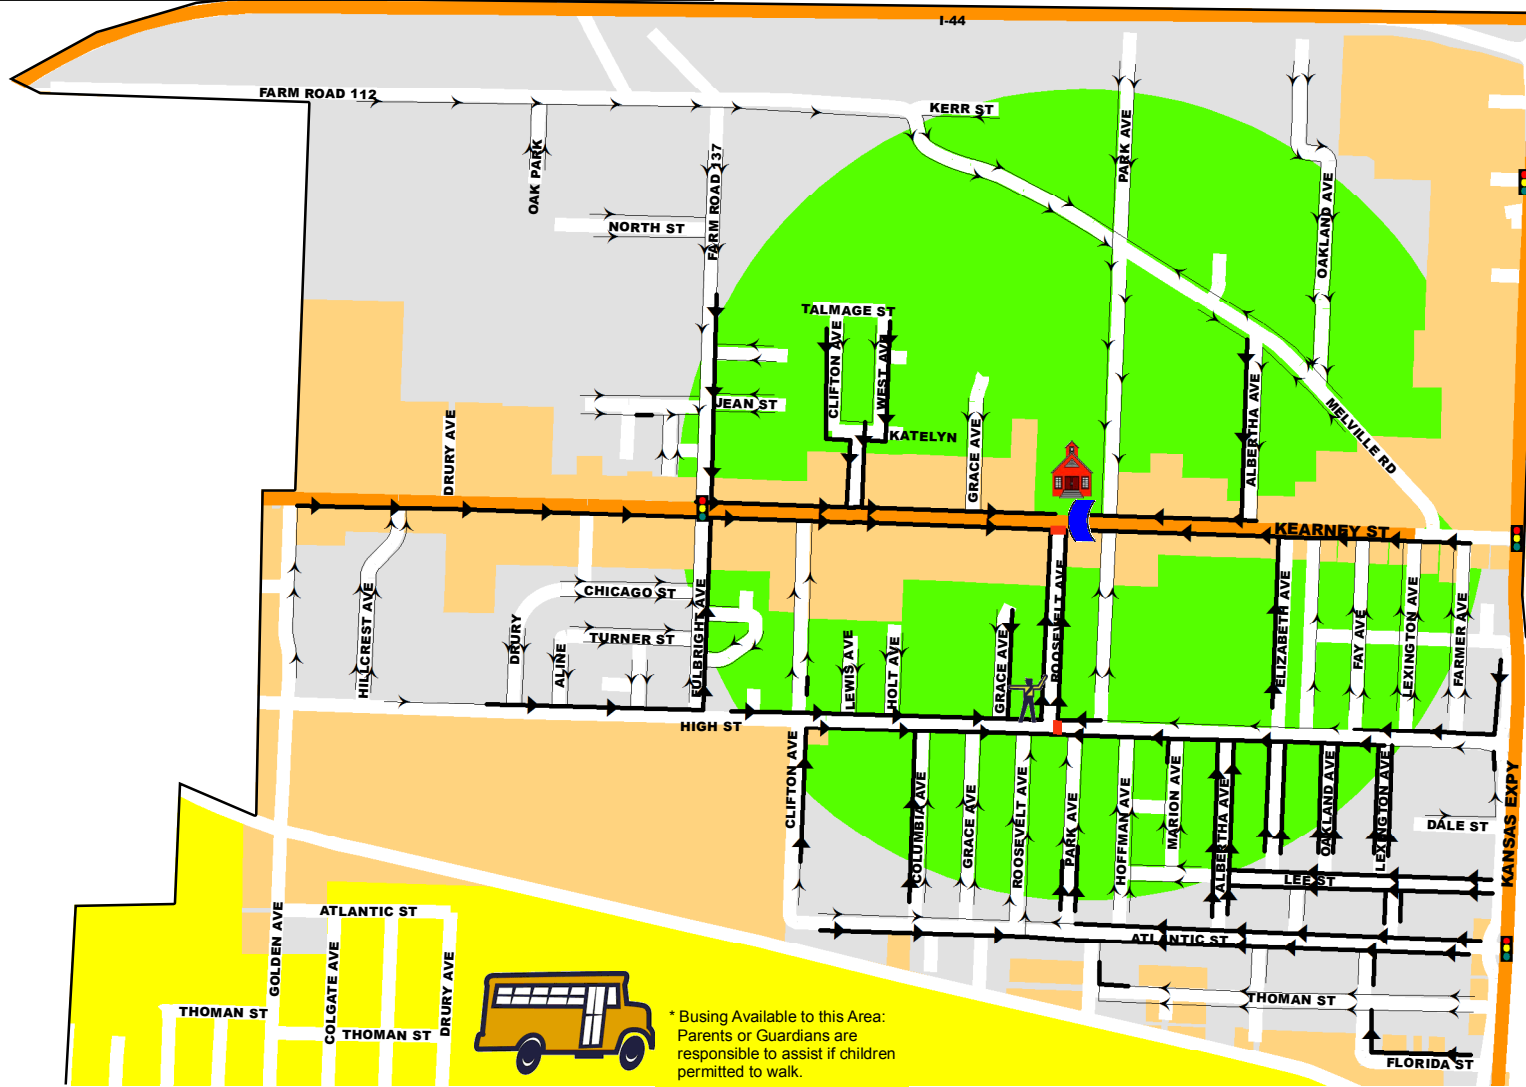 I-44
FARM ROAD 112
KERR ST
PARK AVE
OAK PARK
FARM ROAD 137
OAKLAND AVE
NORTH ST
TALMAGE ST
CLIFTON AVE
WEST AVE
JEAN ST
KATELYN
DRURY AVE
GRACE AVE
ALBERTHA AVE
MELVILLE RD
KEARNEY ST
HILLCREST AVE
CHICAGO ST
DRURY
TURNER ST
ALINE
FULBRIGHT AVE
LEWIS AVE
HOLT AVE
GRACE AVE
ROOSEVELT AVE
ELIZABETH AVE
FAY AVE
LEXINGTON AVE
FARMER AVE
HIGH ST
CLIFTON AVE
COLUMBIA AVE
GRACE AVE
ROOSEVELT AVE
PARK AVE
HOFFMAN AVE
MARION AVE
ALBERTHA AVE
OAKLAND AVE
LEXINGTON AVE
DALE ST
KANSAS EXPY
LEE ST
ATLANTIC ST
ATLANTIC ST
GOLDEN AVE
COLGATE AVE
DRURY AVE
THOMAN ST
THOMAN ST
THOMAN ST
FLORIDA ST
* Busing Available to this Area:
Parents or Guardians are
responsible to assist if children
permitted to walk.